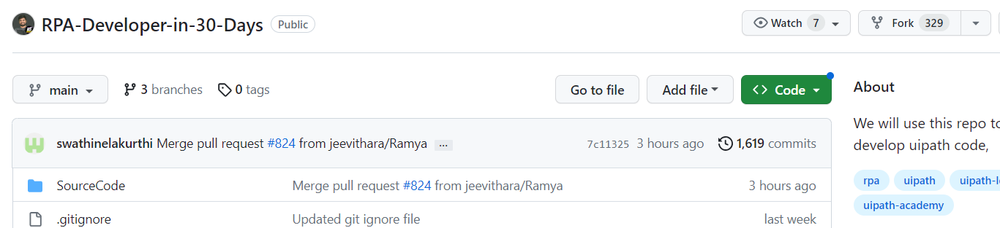 RPA-Developer-in-30-Days Public Watch 7 Fork 329
main 3 branches 0 tags Go to file Add file Code
About
We will use this repo to
develop uipath code,
swathinelakurthi Merge pull request #824 from jeevithara/Ramya ... 7c11325 3 hours ago 1,619 commits
SourceCode Merge pull request #824 from jeevithara/Ramya 3 hours ago
.gitignore Updated git ignore file last week
rpa uipath
uipath-academy